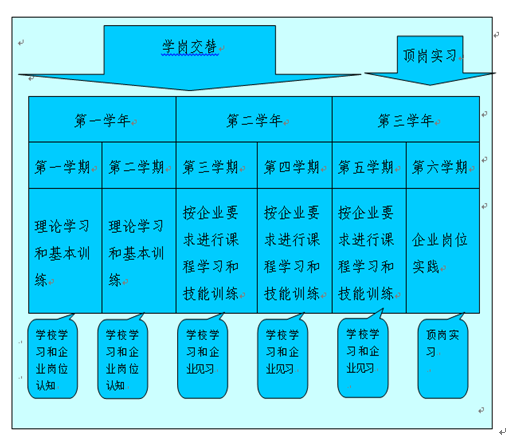 学岗交替
顶岗实习
第一学年 第二学年 第三学年
第一学期 第二学期 第三学期 第四学期 第五学期 第六学期
理论学习
和基本训
练
理论学习
和基本训
练
按企业要
求进行课
程学习和
技能训练
按企业要
求进行课
程学习和
技能训练
按企业要
求进行课
程学习和
技能训练
企业岗位
实践
学校学
习和企
业岗位
认知
学校学
习和企
业岗位
认知
学校学
习和企
业见习
学校学
习和企
业见习
学校学
习和企
业见习
顶岗实
习